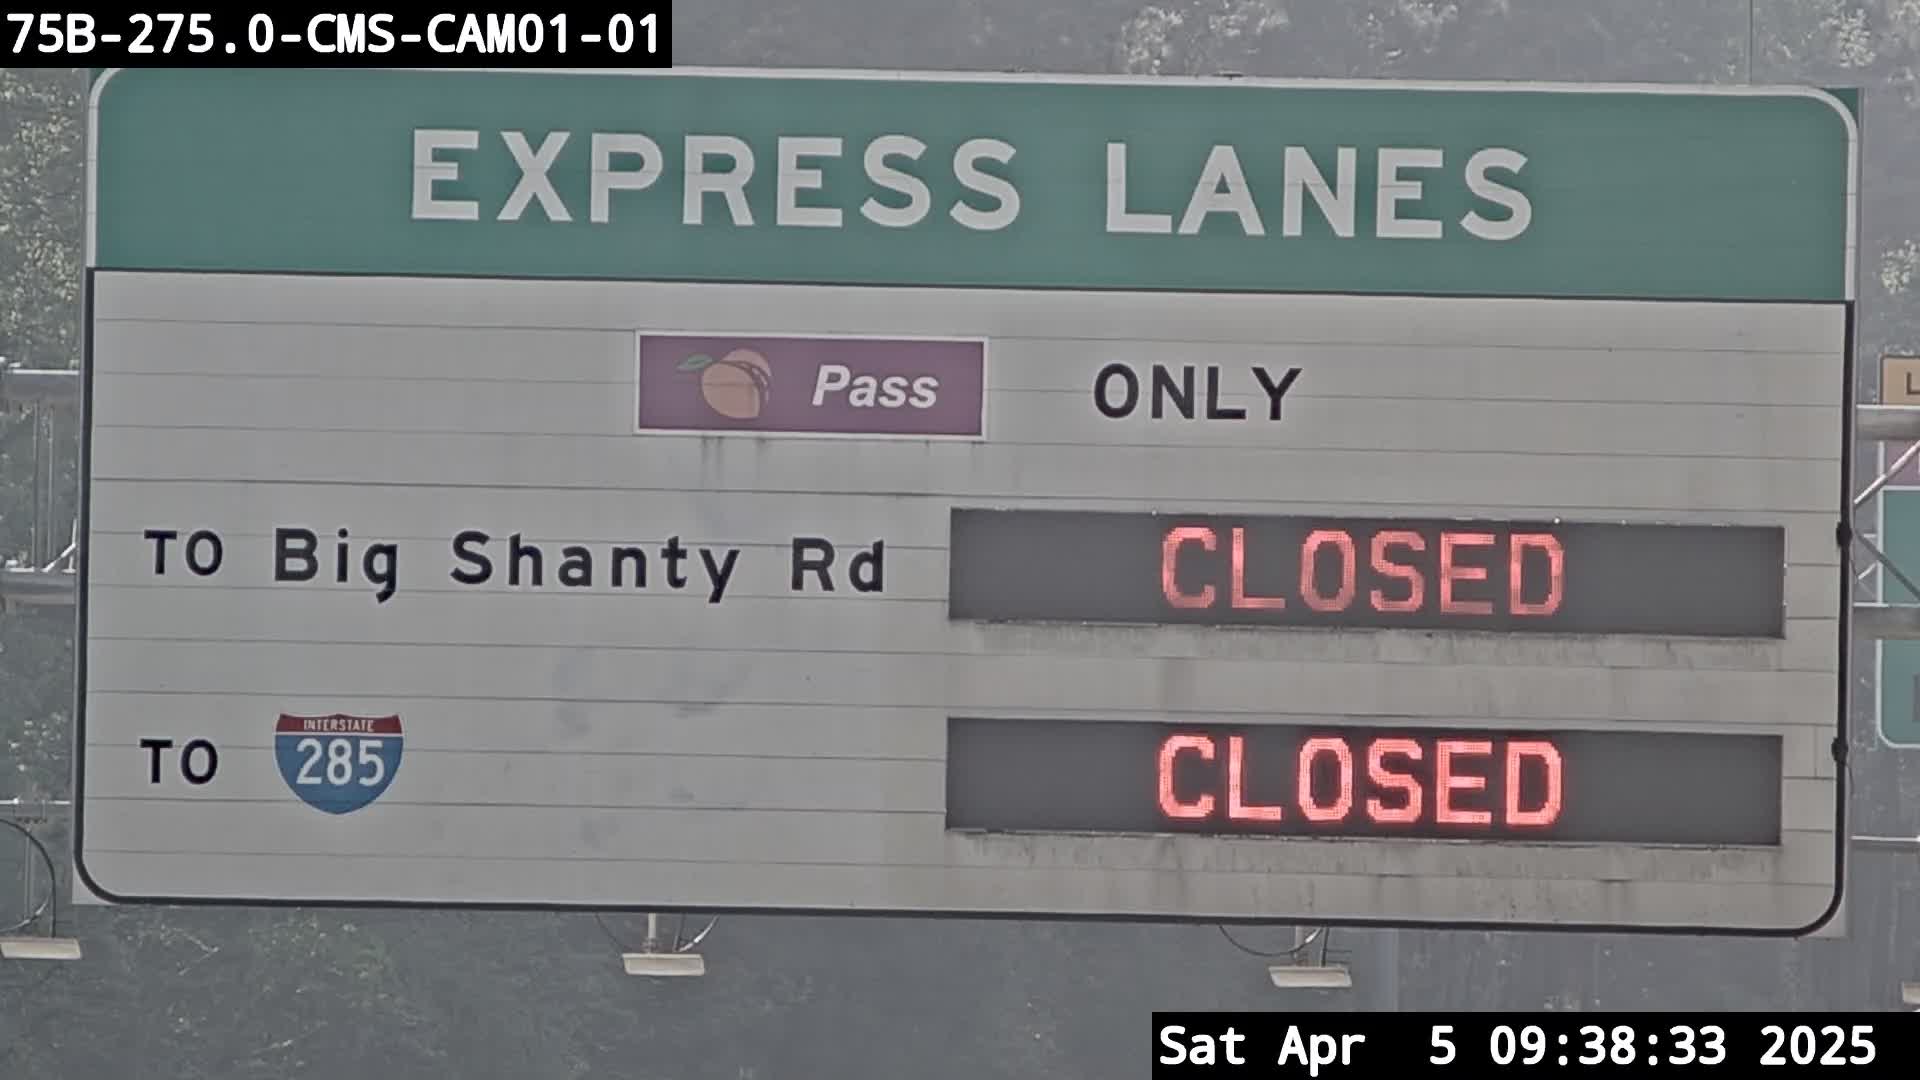 75B-275.0-CMS-CAM01-01
EXPRESS LANES
Pass ONLY
TO Big Shanty Rd CLOSED
TO INTERSTATE 285 CLOSED
Sat Apr 5 09:38:33 2025